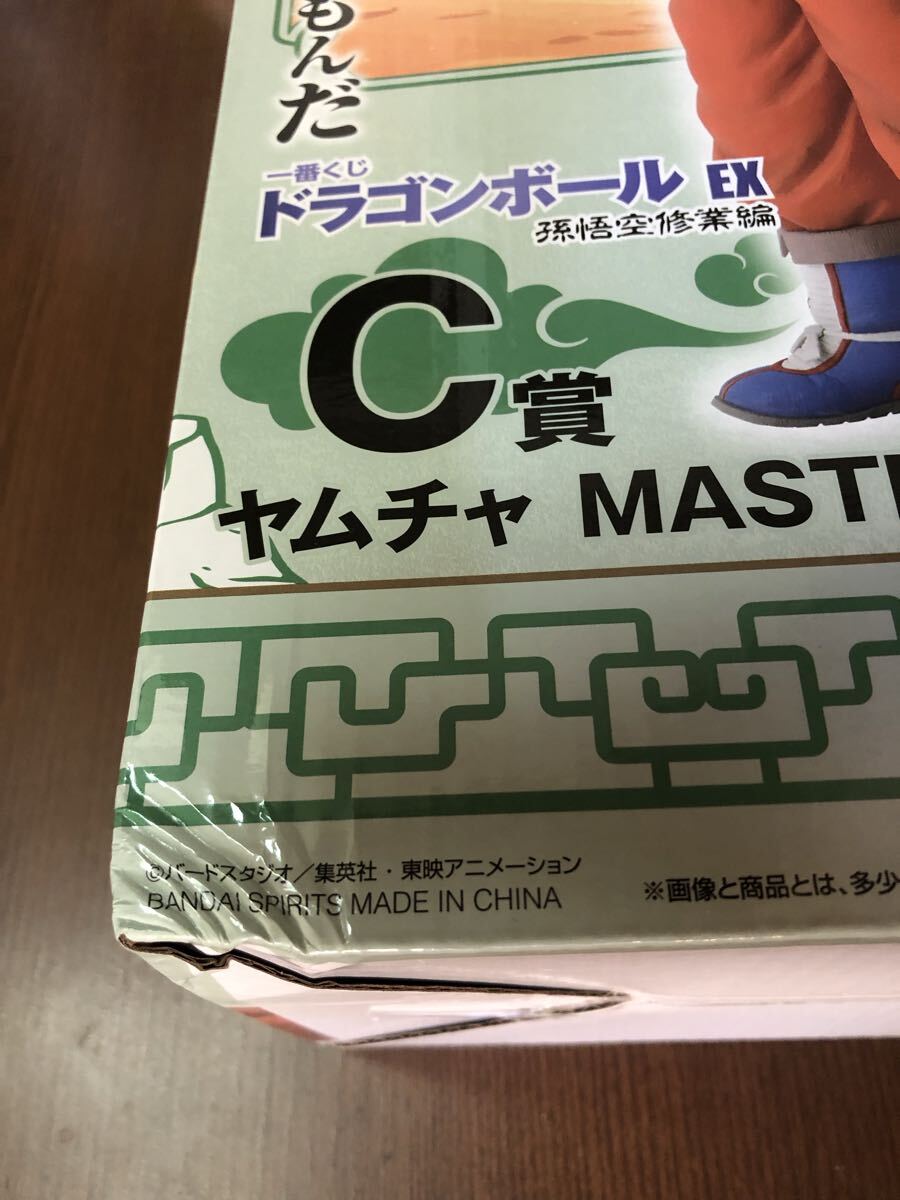 もんだ
一番くじ
ドラゴンボール EX
孫悟空修業編
C賞
ヤムチャ MAST
©バードスタジオ／集英社・東映アニメーション
BANDAI SPIRITS MADE IN CHINA
※画像と商品とは、多少